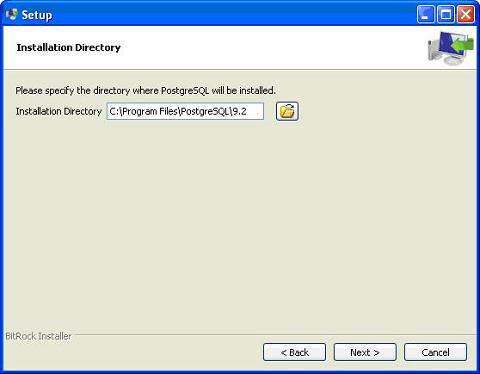 Setup
Installation Directory
Please specify the directory where PostgreSQL will be installed.
Installation Directory C:\Program Files\PostgreSQL\9.2
BitRock Installer
< Back Next > Cancel